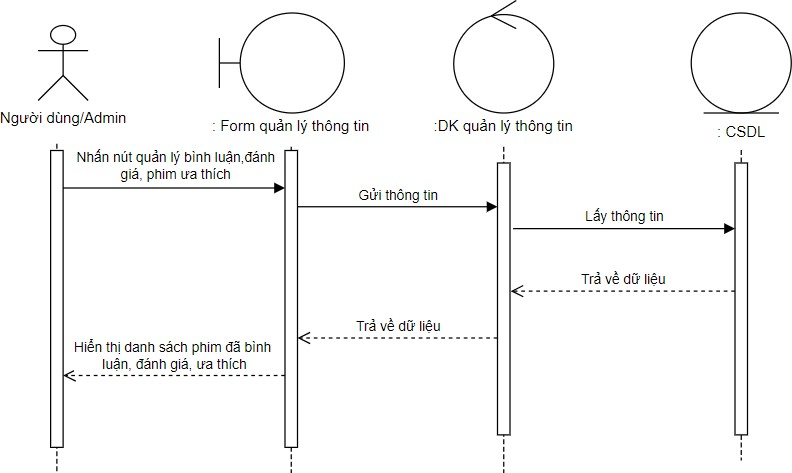 Người dùng/Admin
: Form quản lý thông tin
:DK quản lý thông tin
: CSDL
Nhấn nút quản lý bình luận,đánh
giá, phim ưa thích
Gửi thông tin
Lấy thông tin
Trả về dữ liệu
Trả về dữ liệu
Hiển thị danh sách phim đã bình
luận, đánh giá, ưa thích